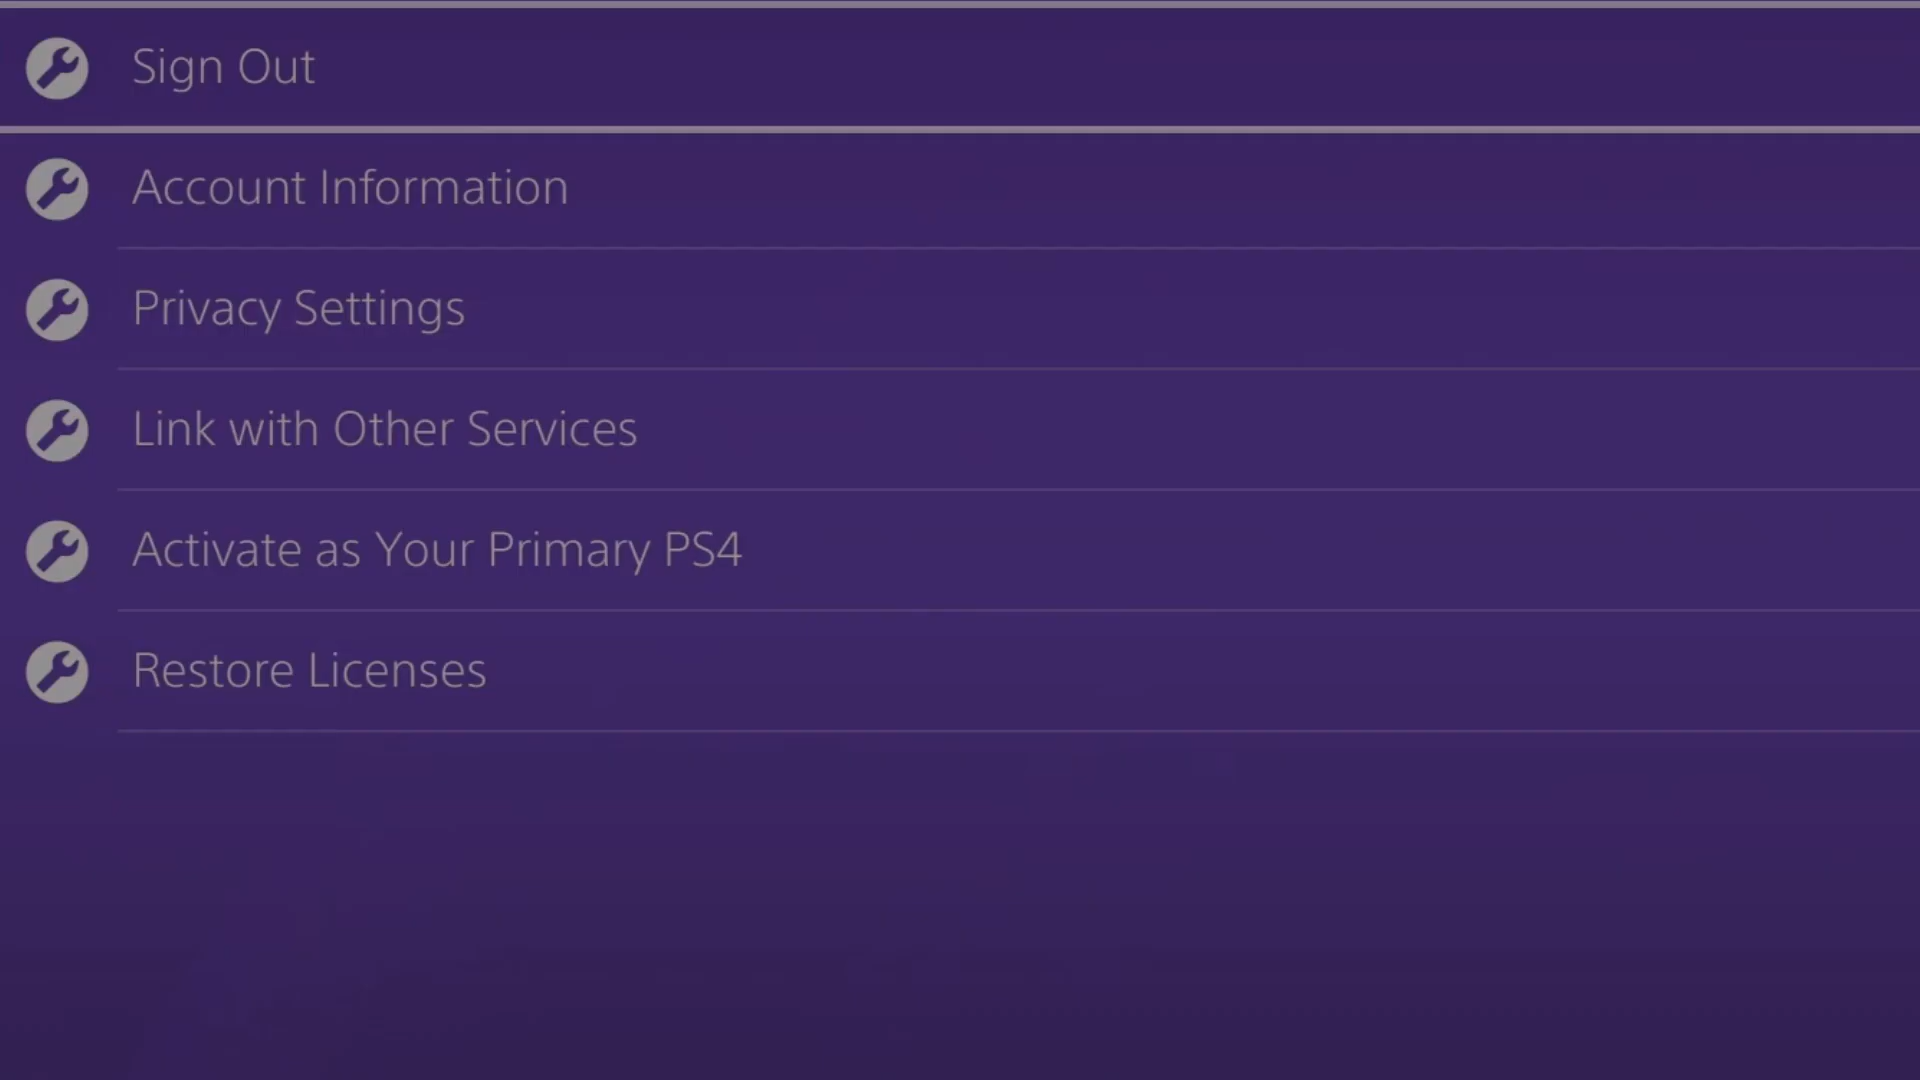 Sign Out
Account Information
Privacy Settings
Link with Other Services
Activate as Your Primary PS4
Restore Licenses